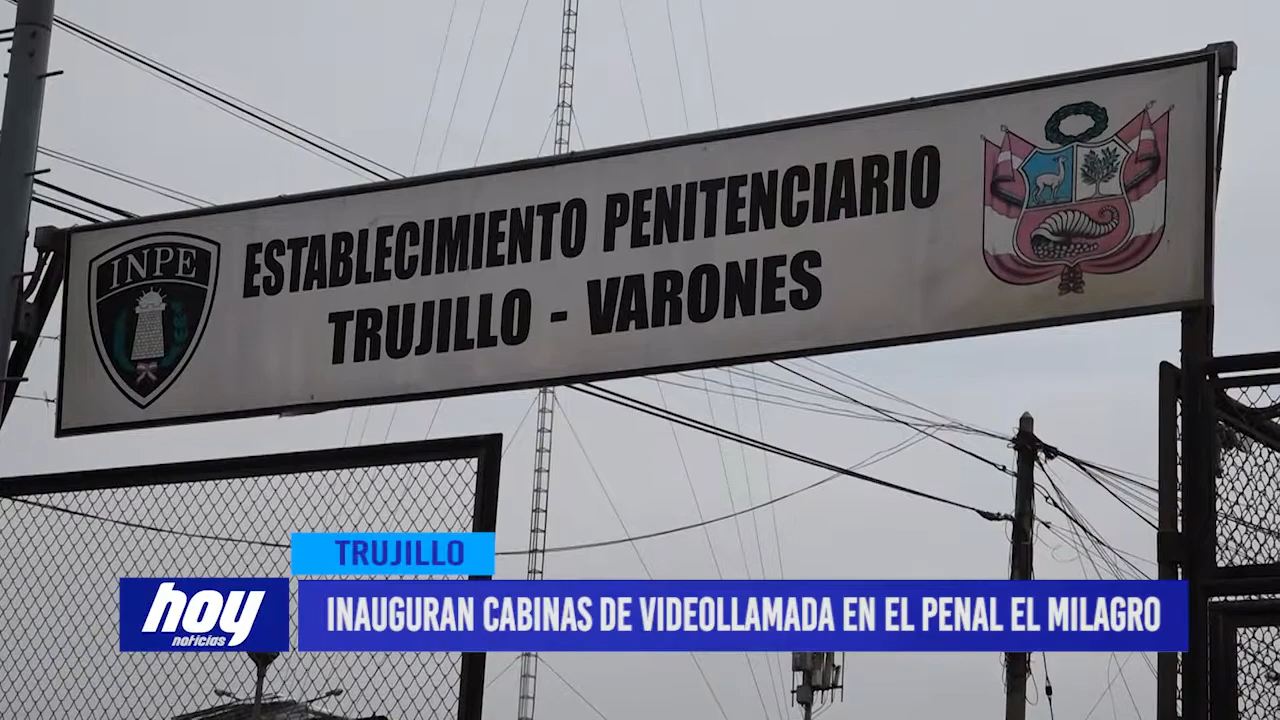 INPE
ESTABLECIMIENTO PENITENCIARIO
TRUJILLO - VARONES
TRUJILLO
hoy
noticias
INAUGURAN CABINAS DE VIDEOLLAMADA EN EL PENAL EL MILAGRO